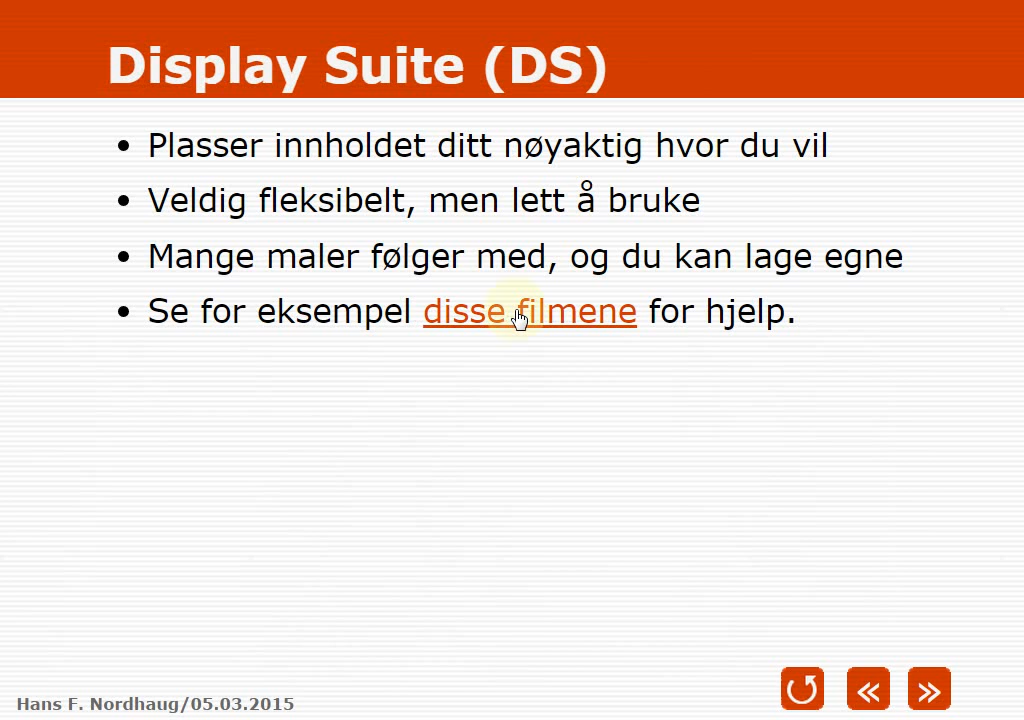 Display Suite (DS)
• Plasser innholdet ditt nøyaktig hvor du vil
• Veldig fleksibelt, men lett å bruke
• Mange maler følger med, og du kan lage egne
• Se for eksempel disse filmene for hjelp.
Hans F. Nordhaug/05.03.2015